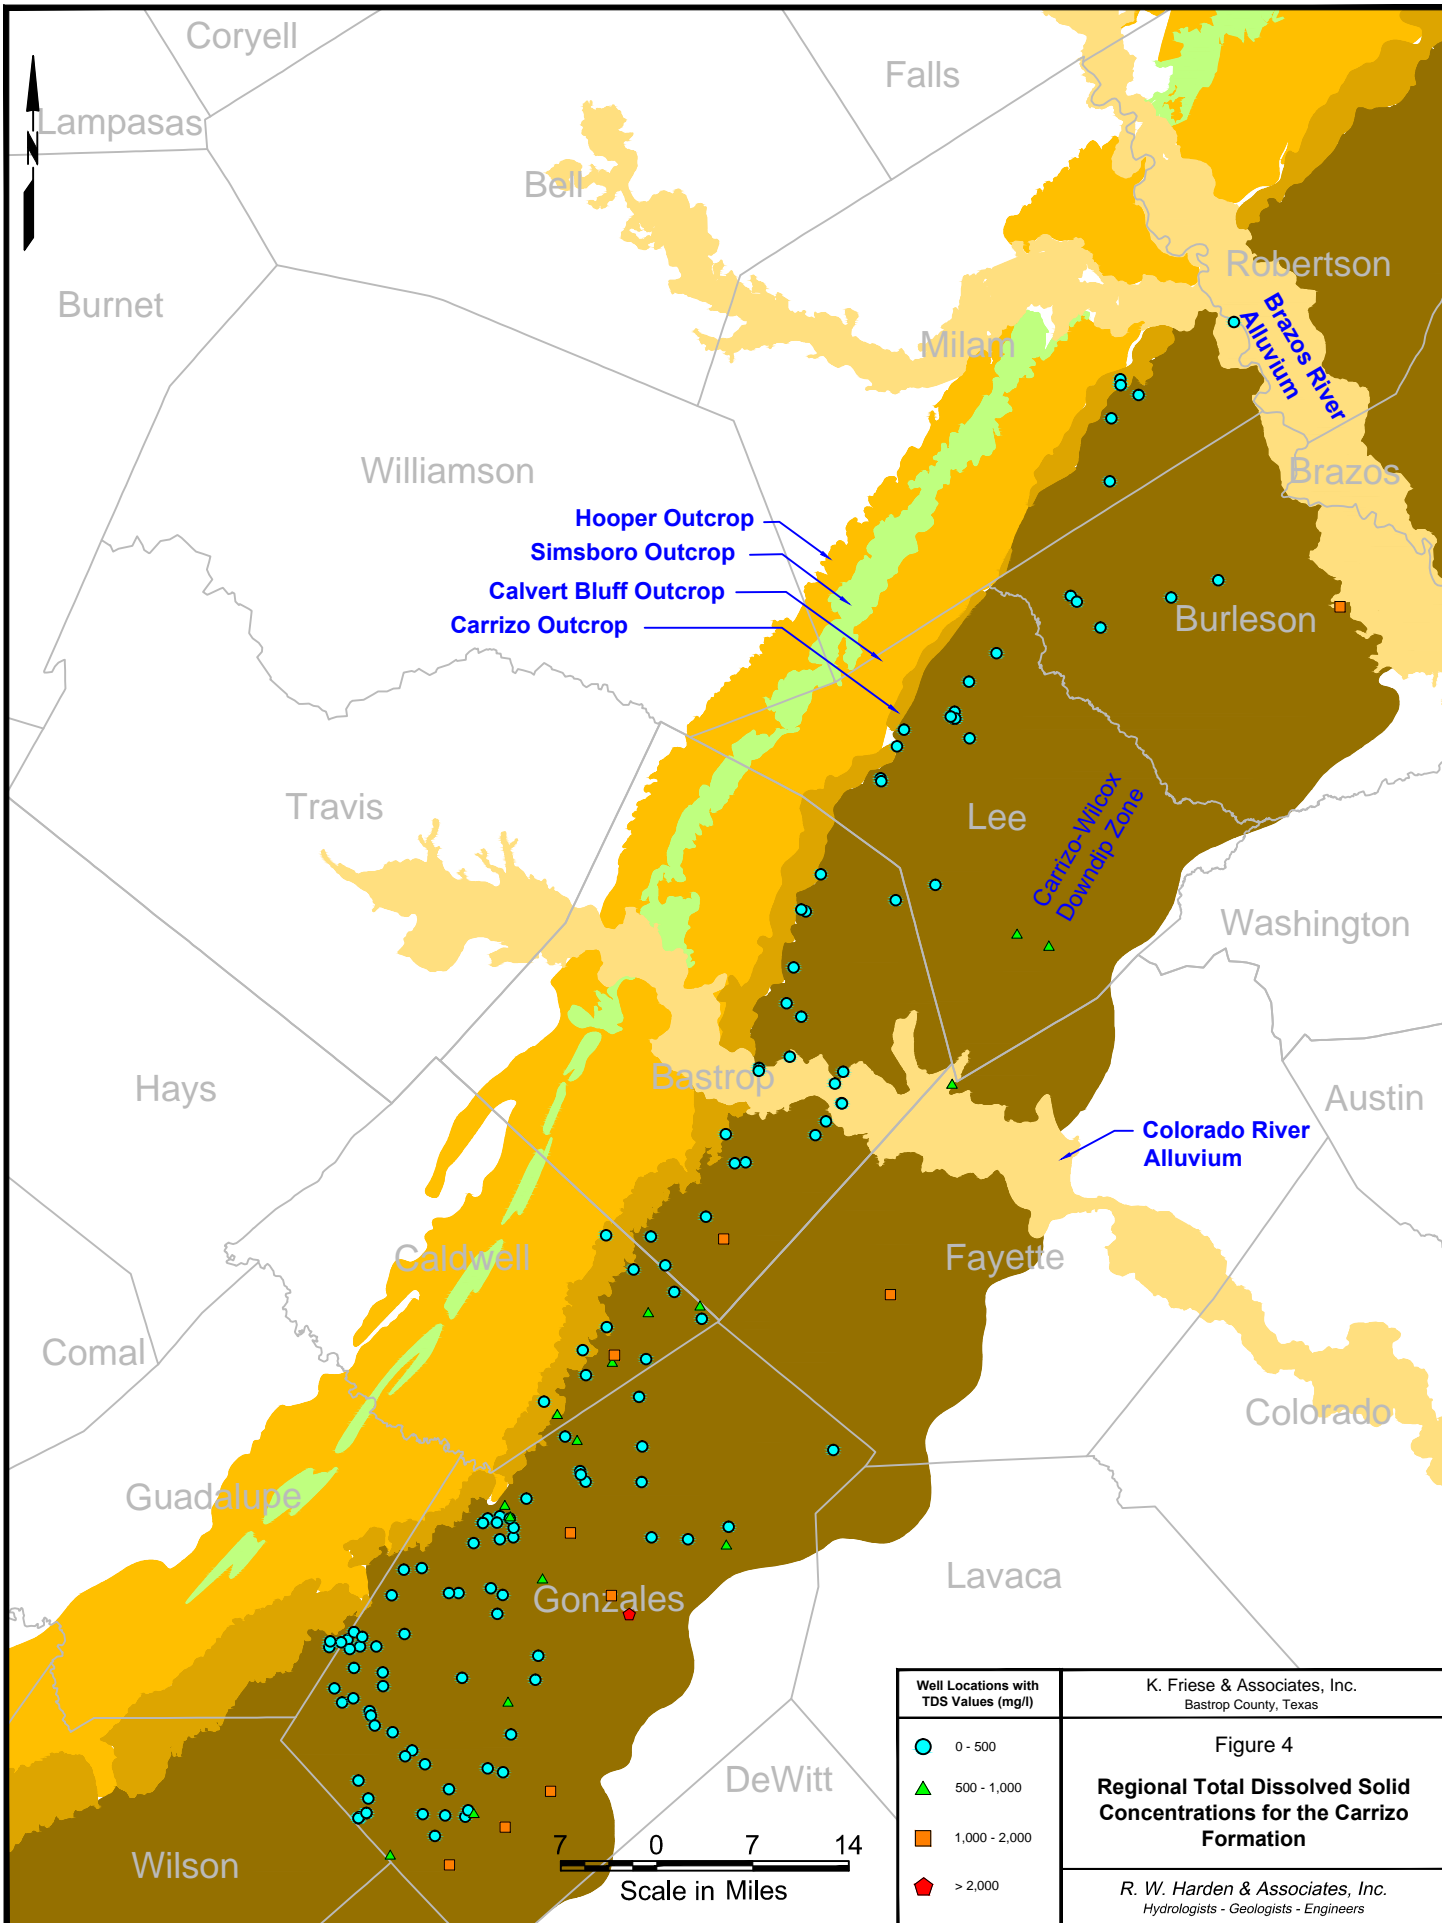 Coryell
Falls
Lampasas
N
Bell
Robertson
Burnet
Brazos River
Alluvium
Milam
Williamson
Brazos
Hooper Outcrop
Simsboro Outcrop
Calvert Bluff Outcrop
Carrizo Outcrop
Burleson
Travis
Lee
Carrizo-Wilcox
Downdip Zone
Washington
Hays
Bastrop
Austin
Colorado River
Alluvium
Caldwell
Fayette
Comal
Colorado
Guadalupe
Gonzales
Lavaca
DeWitt
Wilson
7 0 7 14
Scale in Miles
Well Locations with
TDS Values (mg/l)
0 - 500
500 - 1,000
1,000 - 2,000
> 2,000
K. Friese & Associates, Inc.
Bastrop County, Texas
Figure 4
Regional Total Dissolved Solid
Concentrations for the Carrizo
Formation
R. W. Harden & Associates, Inc.
Hydrologists - Geologists - Engineers